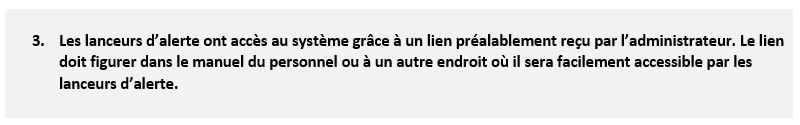 3. Les lanceurs d’alerte ont accès au système grâce à un lien préalablement reçu par l’administrateur. Le lien
doit figurer dans le manuel du personnel ou à un autre endroit où il sera facilement accessible par les
lanceurs d’alerte.